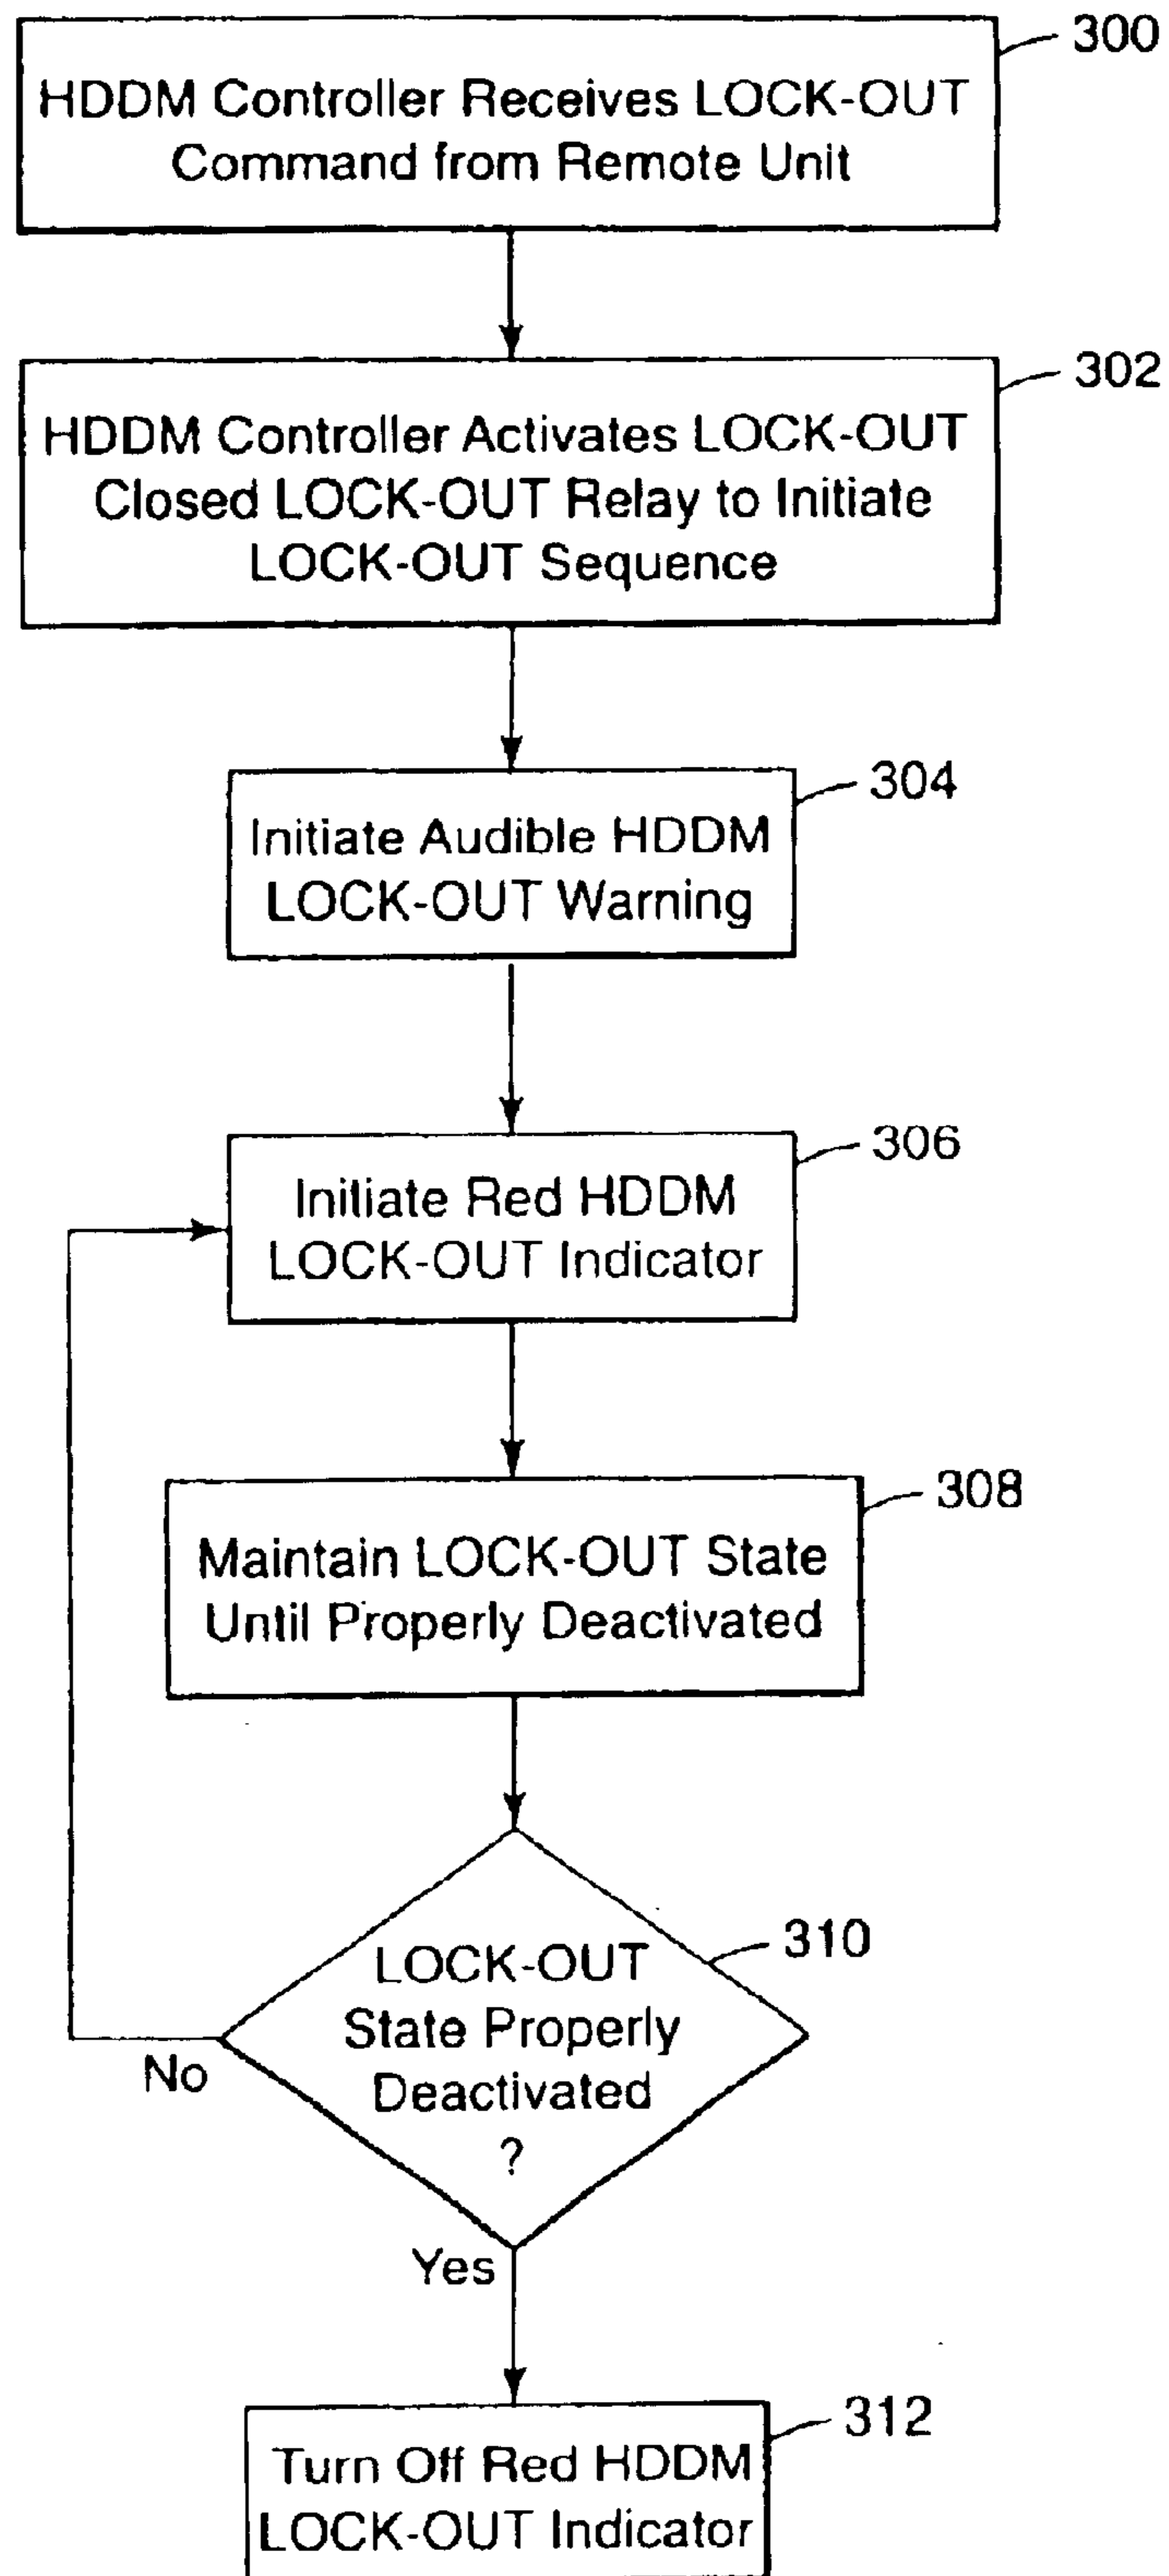 300
HDDM Controller Receives LOCK-OUT
Command from Remote Unit
302
HDDM Controller Activates LOCK-OUT
Closed LOCK-OUT Relay to Initiate
LOCK-OUT Sequence
304
Initiate Audible HDDM
LOCK-OUT Warning
306
Initiate Red HDDM
LOCK-OUT Indicator
308
Maintain LOCK-OUT State
Until Properly Deactivated
310
LOCK-OUT
State Properly
Deactivated
?
No
Yes
312
Turn Off Red HDDM
LOCK-OUT Indicator